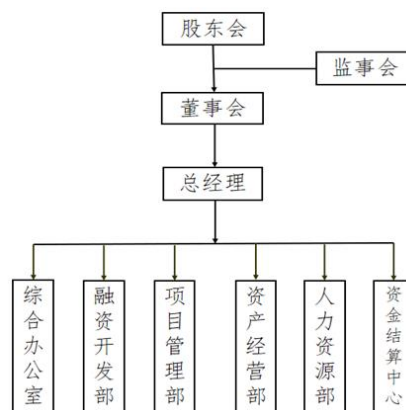 股东会
监事会
董事会
总经理
综合办公室
融资开发部
项目管理部
资产经营部
人力资源部
资金结算中心